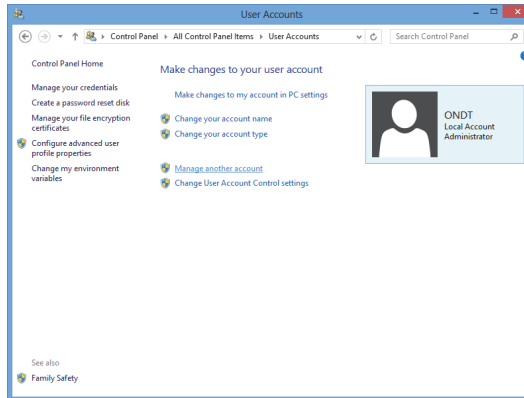 User Accounts
Control Panel ▸ All Control Panel Items ▸ User Accounts
Search Control Panel
Control Panel Home
Manage your credentials
Create a password reset disk
Manage your file encryption
certificates
Configure advanced user
profile properties
Change my environment
variables
See also
Family Safety
Make changes to your user account
Make changes to my account in PC settings
Change your account name
Change your account type
Manage another account
Change User Account Control settings
ONDT
Local Account
Administrator